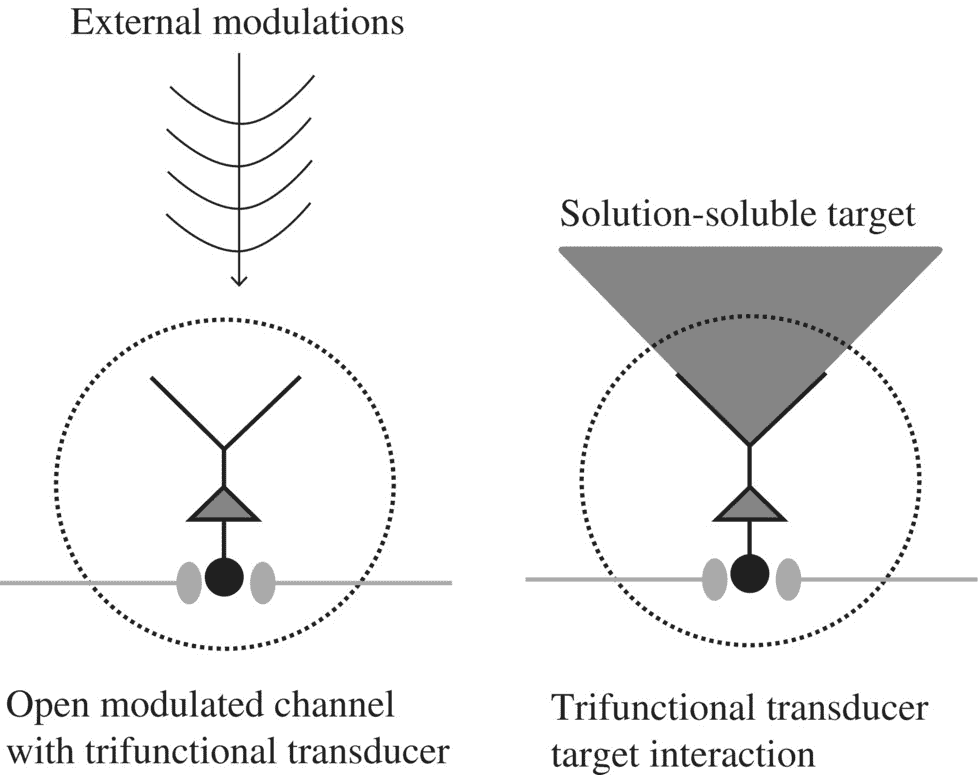 External modulations
Solution-soluble target
Open modulated channel
with trifunctional transducer
Trifunctional transducer
target interaction